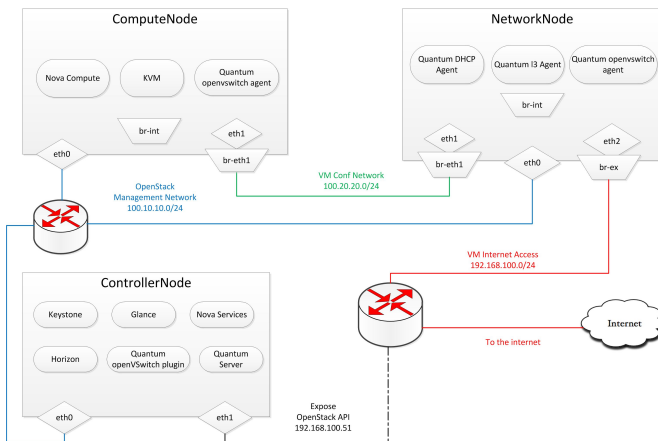 ComputeNode
Nova Compute
KVM
Quantum
openvswitch agent
br-int
eth1
eth0
br-eth1
NetworkNode
Quantum DHCP
Agent
Quantum l3 Agent
Quantum openvswitch
agent
br-int
eth1
eth2
br-eth1
eth0
br-ex
VM Conf Network
100.20.20.0/24
OpenStack
Management Network
100.10.10.0/24
VM Internet Access
192.168.100.0/24
ControllerNode
Keystone
Glance
Nova Services
Horizon
Quantum
openVSwitch plugin
Quantum
Server
eth0
eth1
Internet
To the internet
Expose
OpenStack API
192.168.100.51